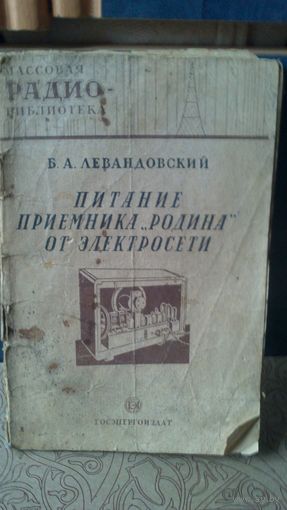 МАССОВАЯ
РАДИО-
БИБЛИОТЕКА
Б. А. ЛЕВАНДОВСКИЙ
ПИТАНИЕ
ПРИЕМНИКА „РОДИНА"
ОТ ЭЛЕКТРОСЕТИ
ГОСЭНЕРГОИЗДАТ